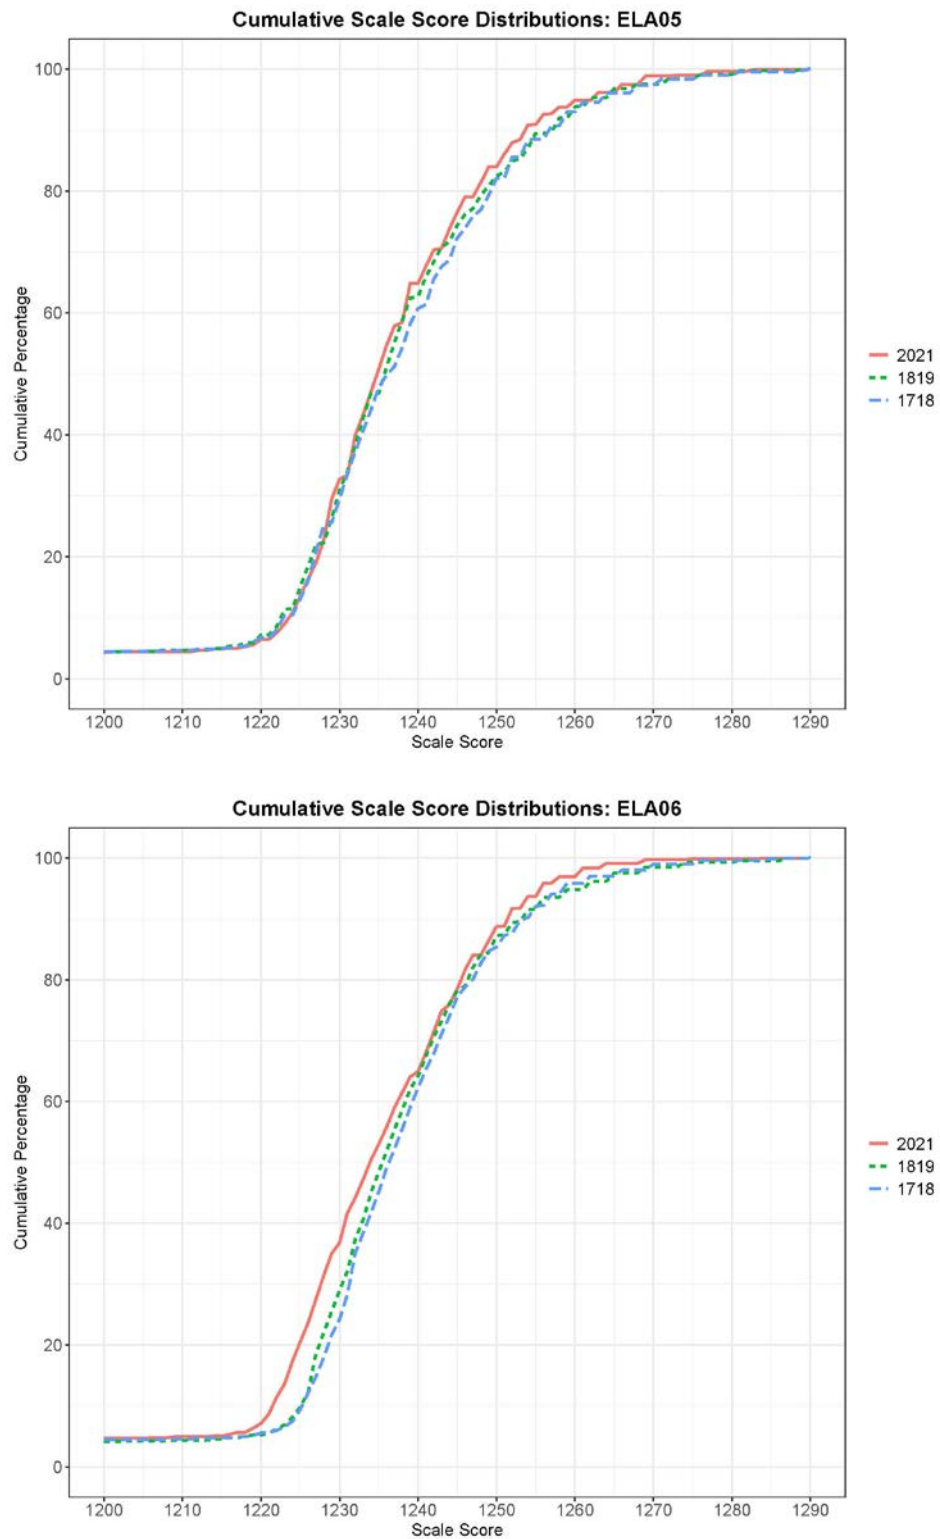 Cumulative Scale Score Distributions: ELA05
100
80
60
40
20
0
Cumulative Percentage
1200 1210 1220 1230 1240 1250 1260 1270 1280 1290
Scale Score
2021
1819
1718
Cumulative Scale Score Distributions: ELA06
100
80
60
40
20
0
Cumulative Percentage
1200 1210 1220 1230 1240 1250 1260 1270 1280 1290
Scale Score
2021
1819
1718